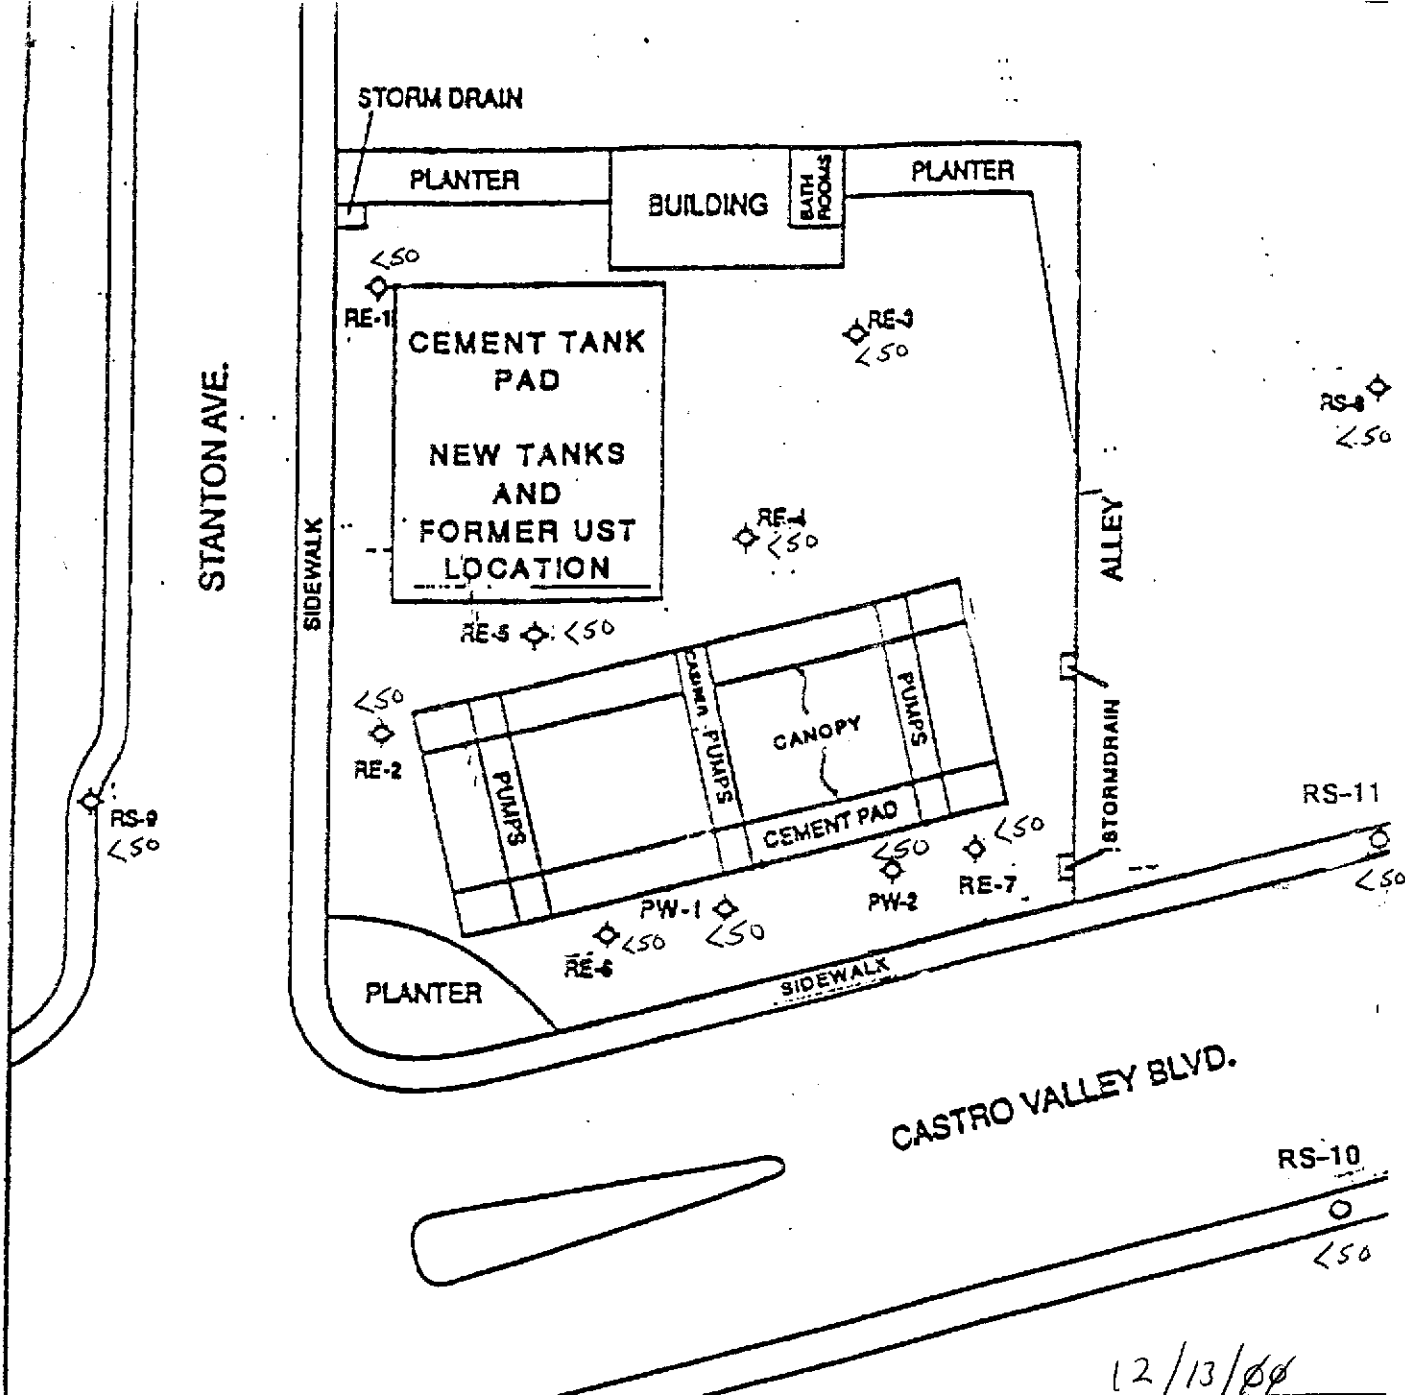 STORM DRAIN
PLANTER
BUILDING
BATH
ROOMS
PLANTER
<50
RE-1
CEMENT TANK
PAD
NEW TANKS
AND
FORMER UST
LOCATION
RE-3
<50
RS-8
<50
STANTON AVE.
SIDEWALK
RE-4
<50
ALLEY
RE-5
<50
<50
RE-2
PUMPS
PUMPS
PUMPS
CANOPY
CEMENT PAD
STORMDRAIN
RS-9
<50
RS-11
<50
<50
RE-7
<50
PW-2
PW-1
<50
<50
RE-6
PLANTER
SIDEWALK
CASTRO VALLEY BLVD.
RS-10
<50
12/13/00